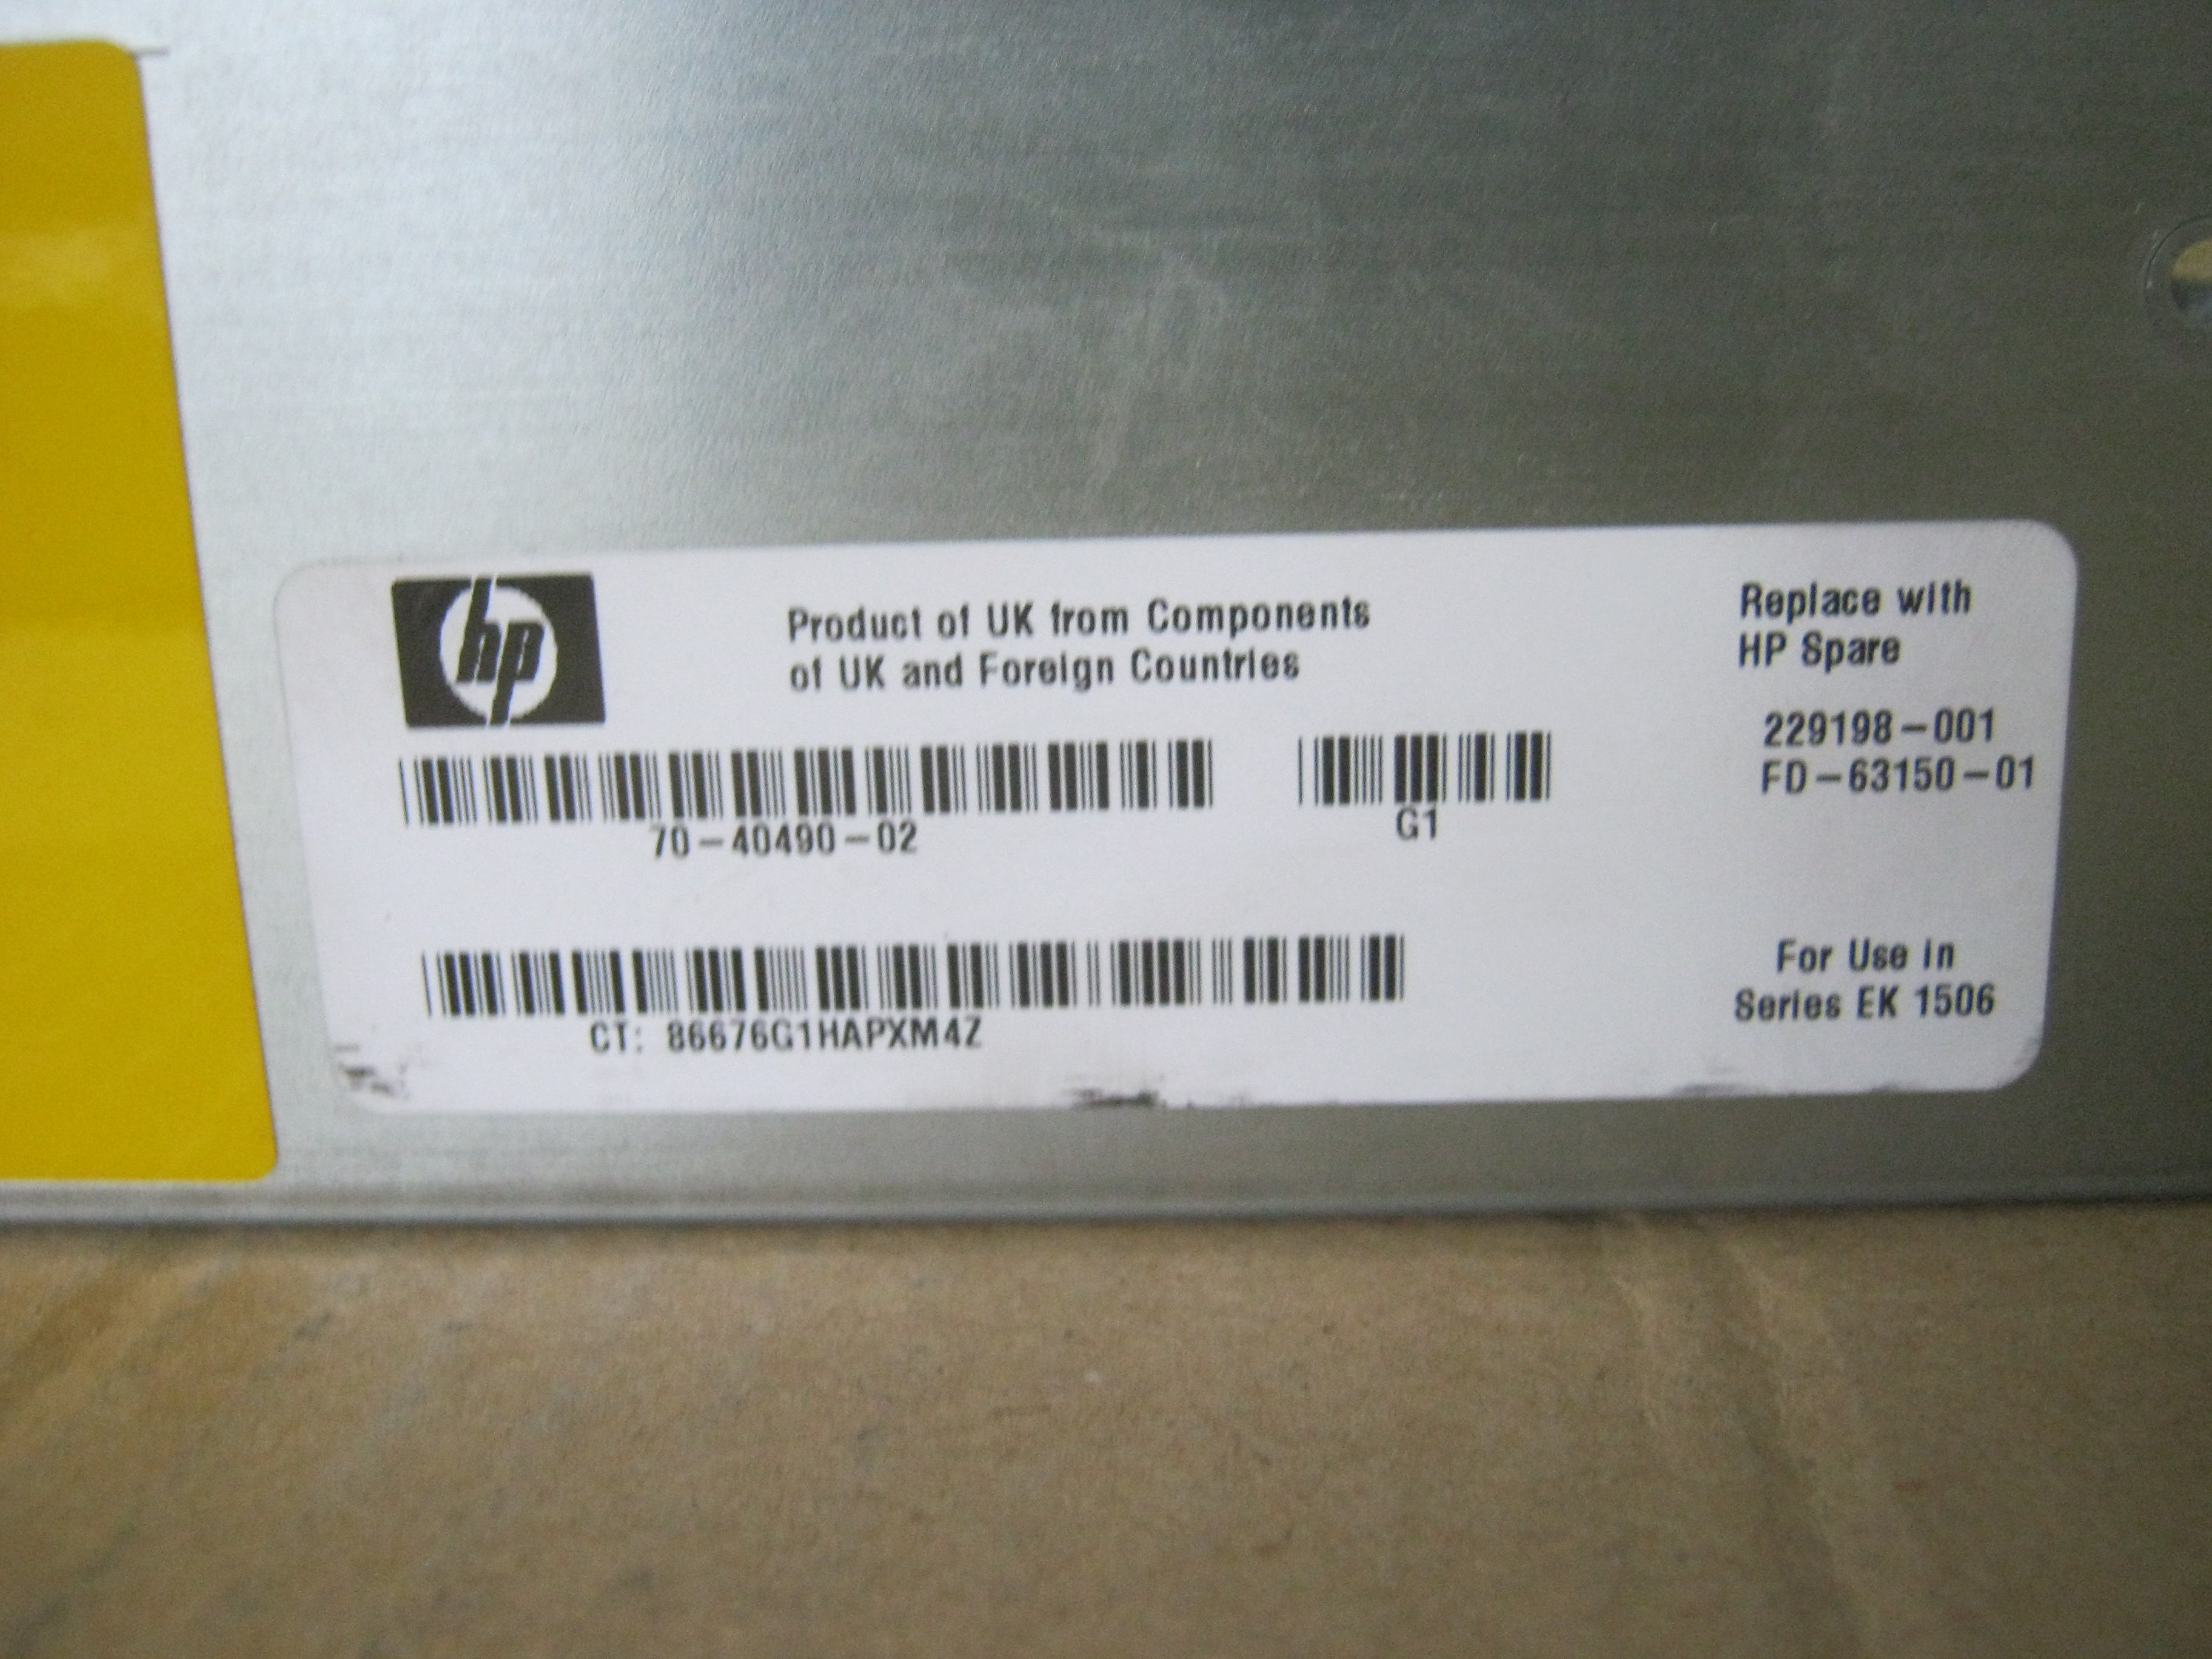 hp
Product of UK from Components
of UK and Foreign Countries
Replace with
HP Spare
229198-001
FD-63150-01
70-40490-02
G1
CT: 86676G1HAPXM4Z
For Use in
Series EK 1506